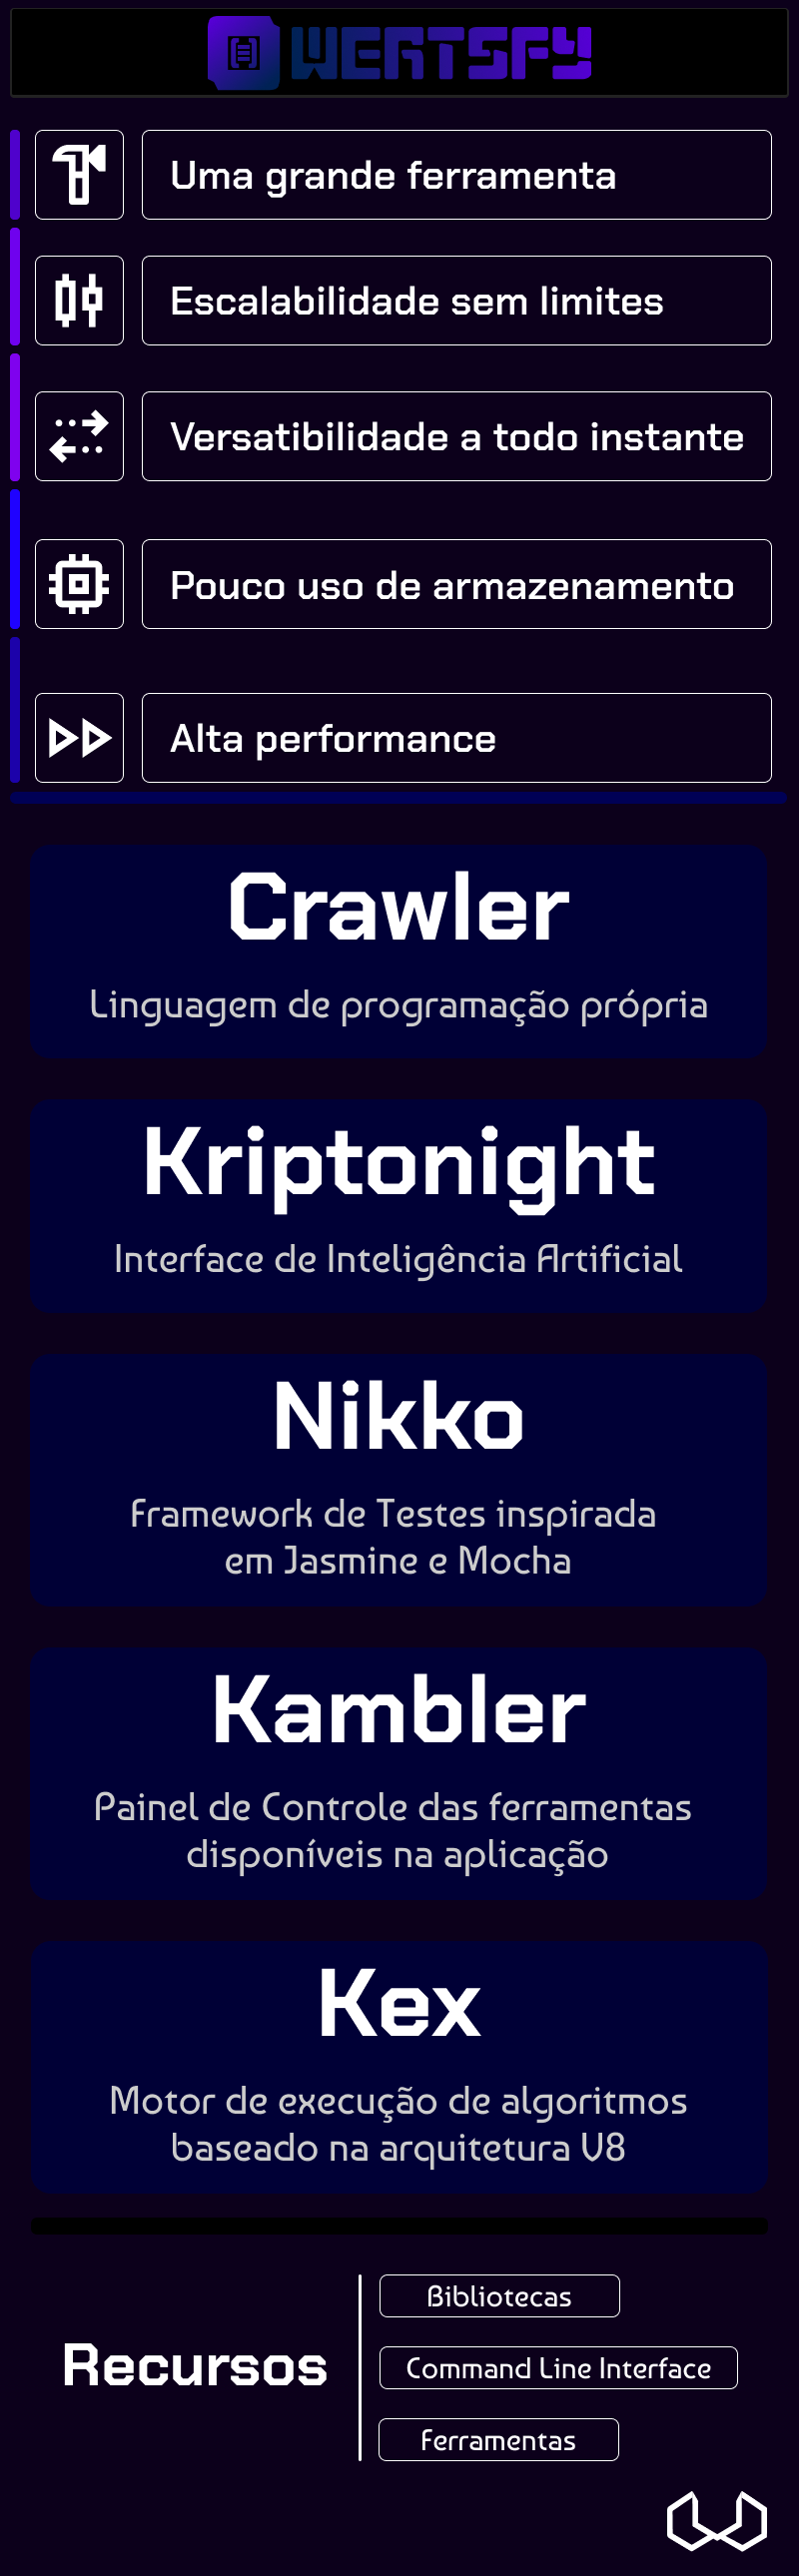 WERTSFY
Uma grande ferramenta
Escalabilidade sem limites
Versatibilidade a todo instante
Pouco uso de armazenamento
Alta performance
Crawler
Linguagem de programação própria
Kriptonight
Interface de Inteligência Artificial
Nikko
Framework de Testes inspirada
em Jasmine e Mocha
Kambler
Painel de Controle das ferramentas
disponíveis na aplicação
Kex
Motor de execução de algoritmos
baseado na arquitetura V8
Recursos
Bibliotecas
Command Line Interface
Ferramentas